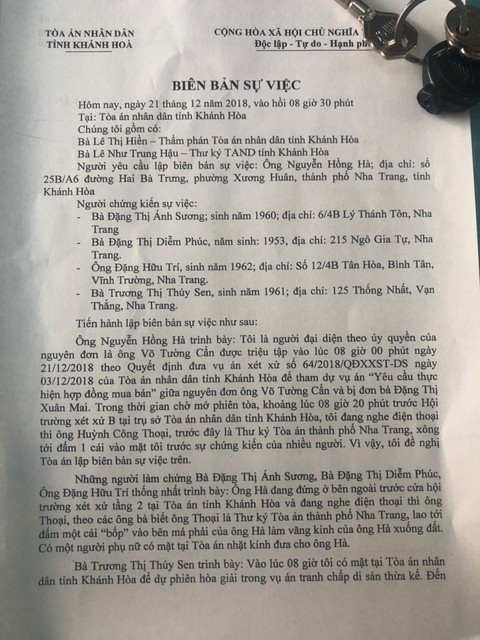 TÒA ÁN NHÂN DÂN
TỈNH KHÁNH HOÀ
CỘNG HÒA XÃ HỘI CHỦ NGHĨA
Độc lập - Tự do - Hạnh
BIÊN BẢN SỰ VIỆC
Hôm nay, ngày 21 tháng 12 năm 2018, vào hồi 08 giờ 30 phút
Tại: Tòa án nhân dân tỉnh Khánh Hòa
Chúng tôi gồm có:
Bà Lê Thị Hiền – Thẩm phán Tòa án nhân dân tỉnh Khánh Hòa
Bà Lê Như Trung Hậu – Thư ký TAND tỉnh Khánh Hòa
Người yêu cầu lập biên bản sự việc: Ông Nguyễn Hồng Hà; địa chỉ: số
25B/A6 đường Hai Bà Trưng, phường Xương Huân, thành phố Nha Trang, tỉnh
Khánh Hòa
Người chứng kiến sự việc:
- Bà Đặng Thị Ánh Sương; sinh năm 1960; địa chỉ: 6/4B Lý Thánh Tôn, Nha
Trang
- Bà Đặng Thị Diễm Phúc, năm sinh: 1953, địa chỉ: 215 Ngô Gia Tự, Nha
Trang.
- Ông Đặng Hữu Trí, sinh năm 1962; địa chỉ: Số 12/4B Tân Hòa, Bình Tân,
Vĩnh Trường, Nha Trang.
- Bà Trương Thị Thúy Sen, sinh năm 1961; địa chỉ: 125 Thống Nhất, Vạn
Thắng, Nha Trang.
Tiến hành lập biên bản sự việc như sau:
Ông Nguyễn Hồng Hà trình bày: Tôi là người đại diện theo ủy quyền của
nguyên đơn là ông Võ Tường Cẩn được triệu tập vào lúc 08 giờ 00 phút ngày
21/12/2018 theo Quyết định đưa vụ án xét xử số 64/2018/QĐXXST-DS ngày
03/12/2018 của Tòa án nhân dân tỉnh Khánh Hòa để tham dự vụ án “Yêu cầu thực
hiện hợp đồng mua bán” giữa nguyên đơn ông Võ Tường Cẩn và bị đơn bà Đặng Thị
Xuân Mai. Trong thời gian chờ mở phiên tòa, khoảng lúc 08 giờ 20 phút trước Hội
trường xét xử B tại trụ sở Tòa án nhân dân tỉnh Khánh Hòa, tôi đang nghe điện thoại
thì ông Huỳnh Công Thoại, trước đây là Thư ký Tòa án thành phố Nha Trang, xông
tới đấm 1 cái vào mặt tôi trước sự chứng kiến của nhiều người. Vì vậy, tôi đề nghị
Tòa án lập biên bản sự việc trên.
Những người làm chứng Bà Đặng Thị Ánh Sương, Bà Đặng Thị Diễm Phúc,
Ông Đặng Hữu Trí thống nhất trình bày: Ông Hà đang đứng ở bên ngoài trước cửa hội
trường xét xử tầng 2 tại Tòa án tỉnh Khánh Hòa và đang nghe điện thoại thì ông
Thoại, theo các ông bà biết ông Thoại là Thư ký Tòa án thành phố Nha Trang, lao tới
đấm một cái “bốp” vào bên má phải của ông Hà làm văng kính của ông Hà xuống đất.
Có một người phụ nữ có mặt tại Tòa án nhặt kính đưa cho ông Hà.
Bà Trương Thị Thúy Sen trình bày: Vào lúc 08 giờ tôi có mặt tại Tòa án nhân
dân tỉnh Khánh Hòa để dự phiên hòa giải trong vụ án tranh chấp di sản thừa kế. Đến